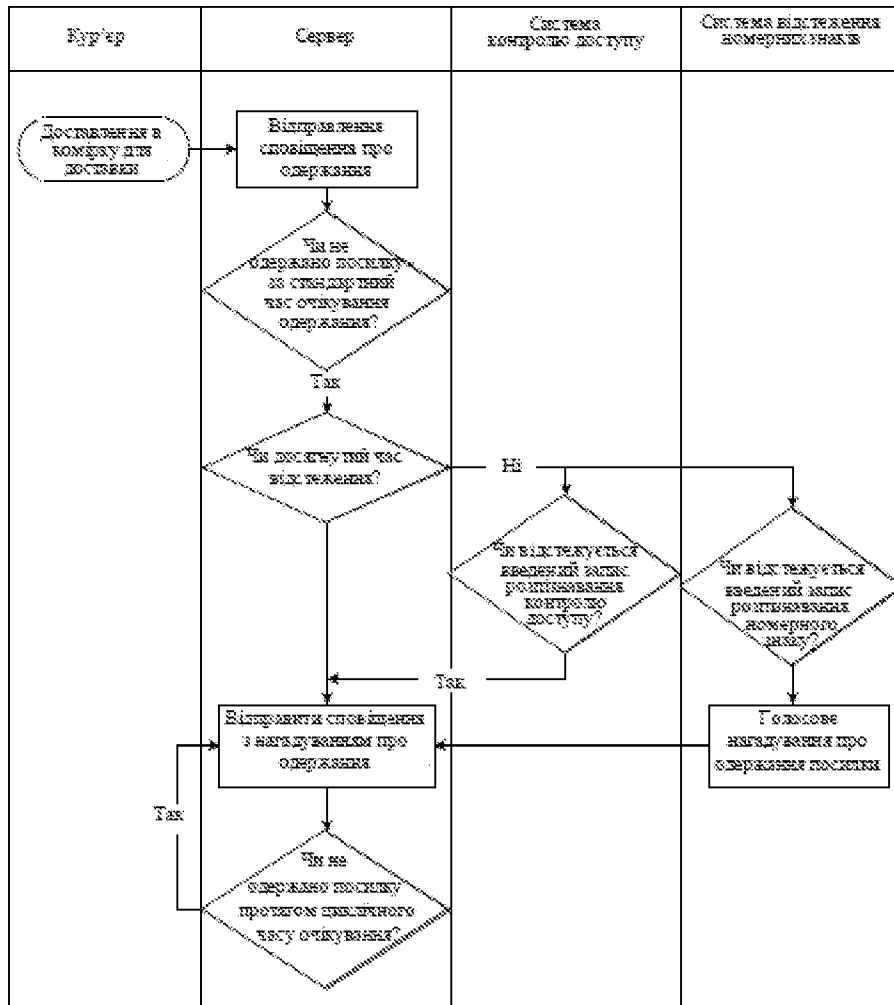 Кур'єр
Сервер
Система
контролю доступу
Система відстеження
номерних знаків
Доставлення в
комірку для
доставки
Відправлення
сповіщення про
одержання
Чи не
одержано посилку
за стандартний
час очікування
одержання?
Так
Чи досягнутий час
відстеження?
Ні
Чи відстежується
введений запис
розпізнавання
контролю
доступу?
Чи відстежується
введений запис
розпізнавання
номерного
знаку?
Так
Відправити сповіщення
з нагадуванням про
одержання
Голосове
нагадування про
одержання посилки
Так
Чи не
одержано посилку
протягом циклічного
часу очікування?